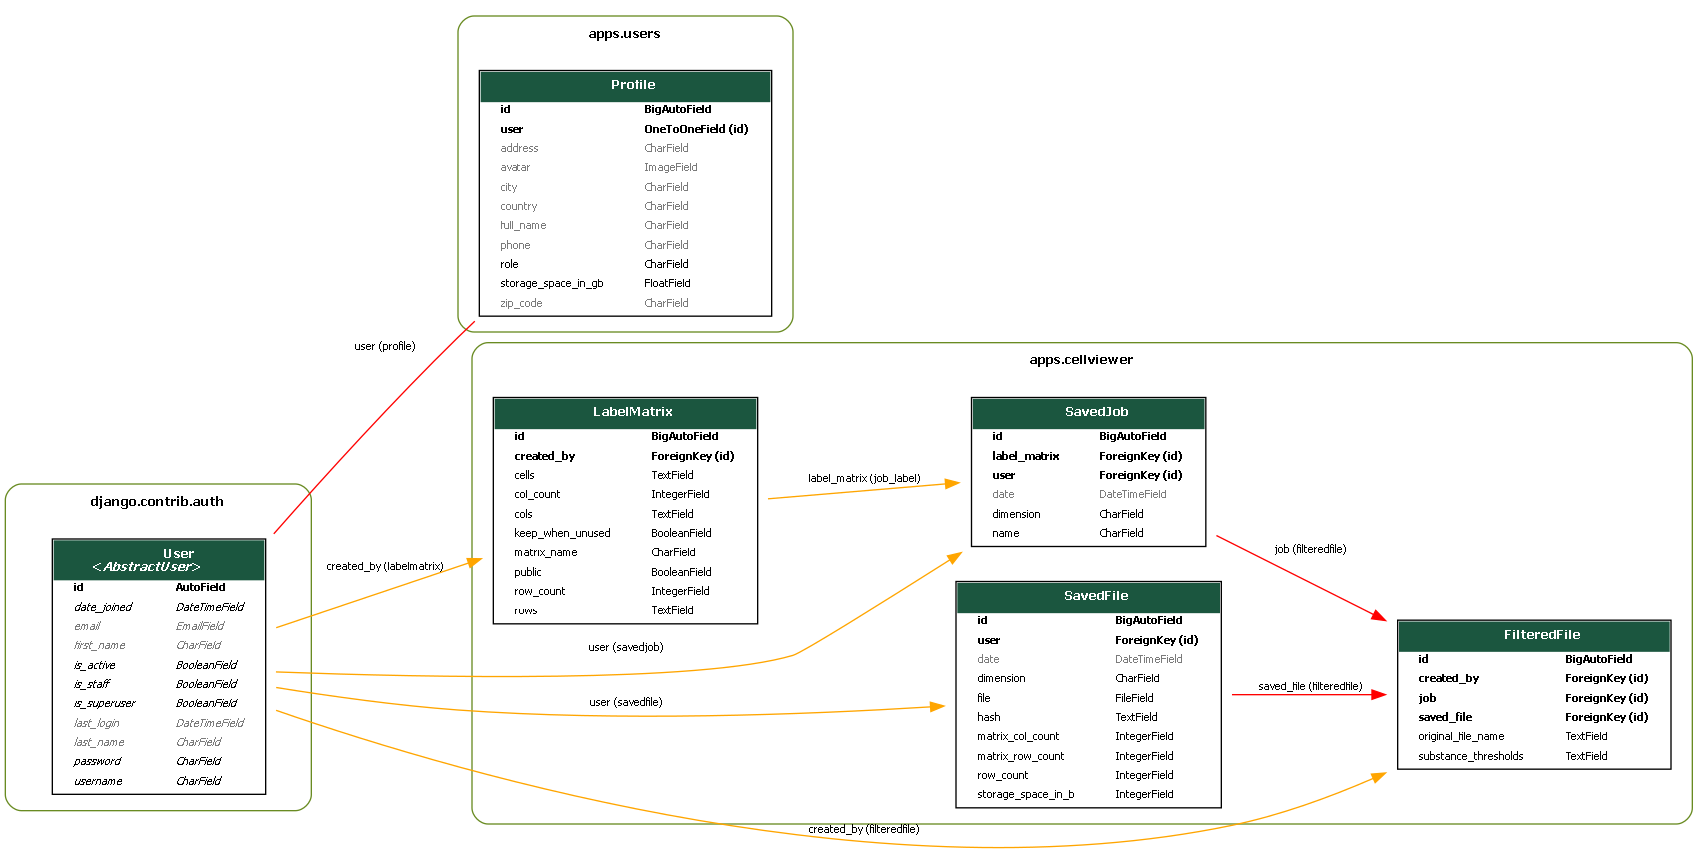 apps.users
Profile
id BigAutoField
user OneToOneField (id)
address CharField
avatar ImageField
city CharField
country CharField
full_name CharField
phone CharField
role CharField
storage_space_in_gb FloatField
zip_code CharField
user (profile)
apps.cellviewer
LabelMatrix
id BigAutoField
created_by ForeignKey (id)
cells TextField
col_count IntegerField
cols TextField
keep_when_unused BooleanField
matrix_name CharField
public BooleanField
row_count IntegerField
rows TextField
label_matrix (job_label)
SavedJob
id BigAutoField
label_matrix ForeignKey (id)
user ForeignKey (id)
date DateTimeField
dimension CharField
name CharField
job (filteredfile)
django.contrib.auth
User
<AbstractUser>
id AutoField
date_joined DateTimeField
email EmailField
first_name CharField
is_active BooleanField
is_staff BooleanField
is_superuser BooleanField
last_login DateTimeField
last_name CharField
password CharField
username CharField
created_by (labelmatrix)
user (savedjob)
user (savedfile)
SavedFile
id BigAutoField
user ForeignKey (id)
date DateTimeField
dimension CharField
file FileField
hash TextField
matrix_col_count IntegerField
matrix_row_count IntegerField
row_count IntegerField
storage_space_in_b IntegerField
saved_file (filteredfile)
FilteredFile
id BigAutoField
created_by ForeignKey (id)
job ForeignKey (id)
saved_file ForeignKey (id)
original_file_name TextField
substance_thresholds TextField
created_by (filteredfile)